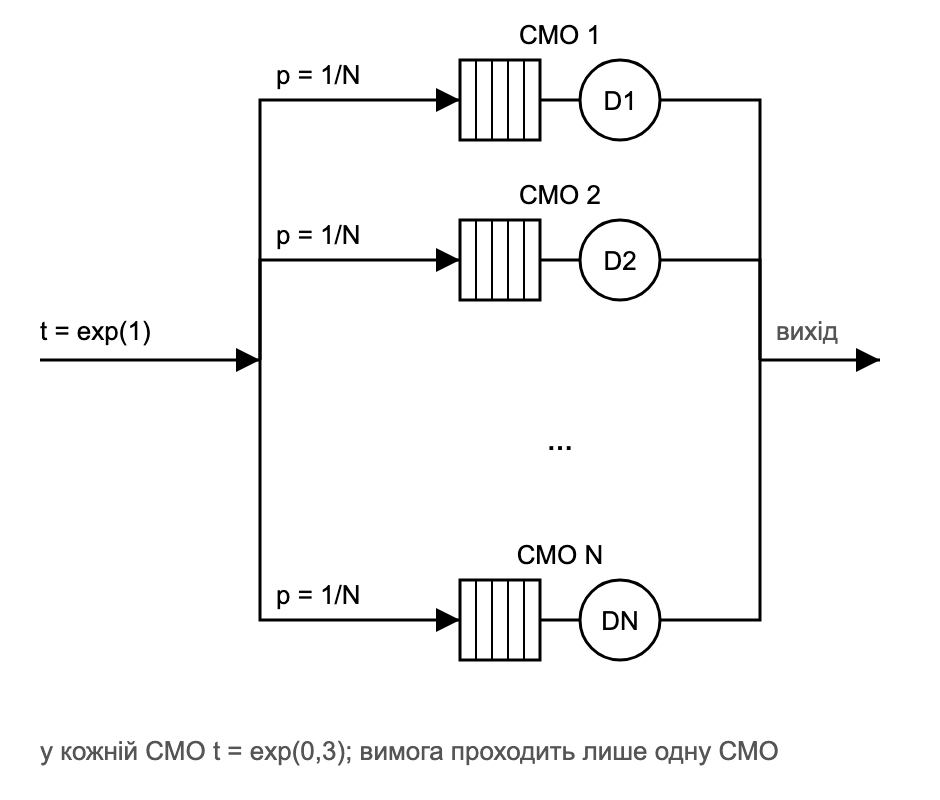 СМО 1
p = 1/N
D1
СМО 2
p = 1/N
D2
t = exp(1)
вихід
...
СМО N
p = 1/N
DN
у кожній СМО t = exp(0,3); вимога проходить лише одну СМО